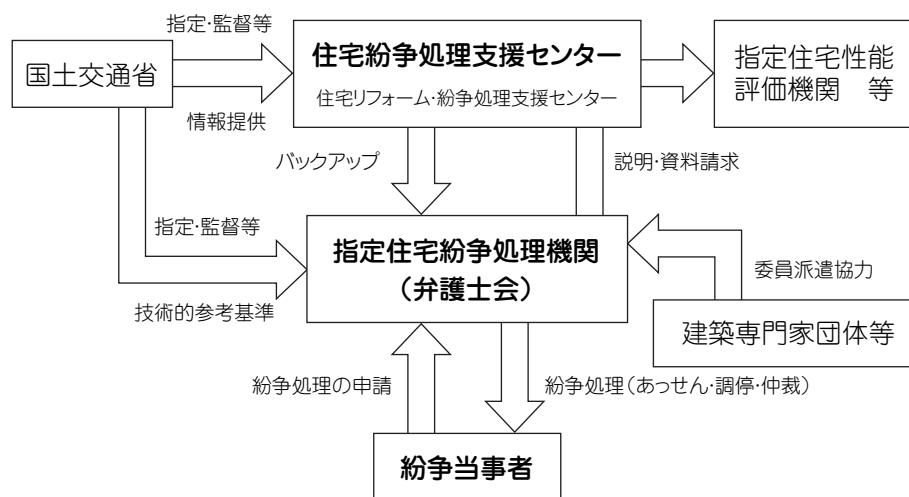 指定･監督等
国土交通省
情報提供
住宅紛争処理支援センター
住宅リフォーム･紛争処理支援センター
指定住宅性能
評価機関　等
バックアップ
説明･資料請求
指定･監督等
技術的参考基準
指定住宅紛争処理機関
（弁護士会）
委員派遣協力
建築専門家団体等
紛争処理の申請
紛争処理（あっせん･調停･仲裁）
紛争当事者